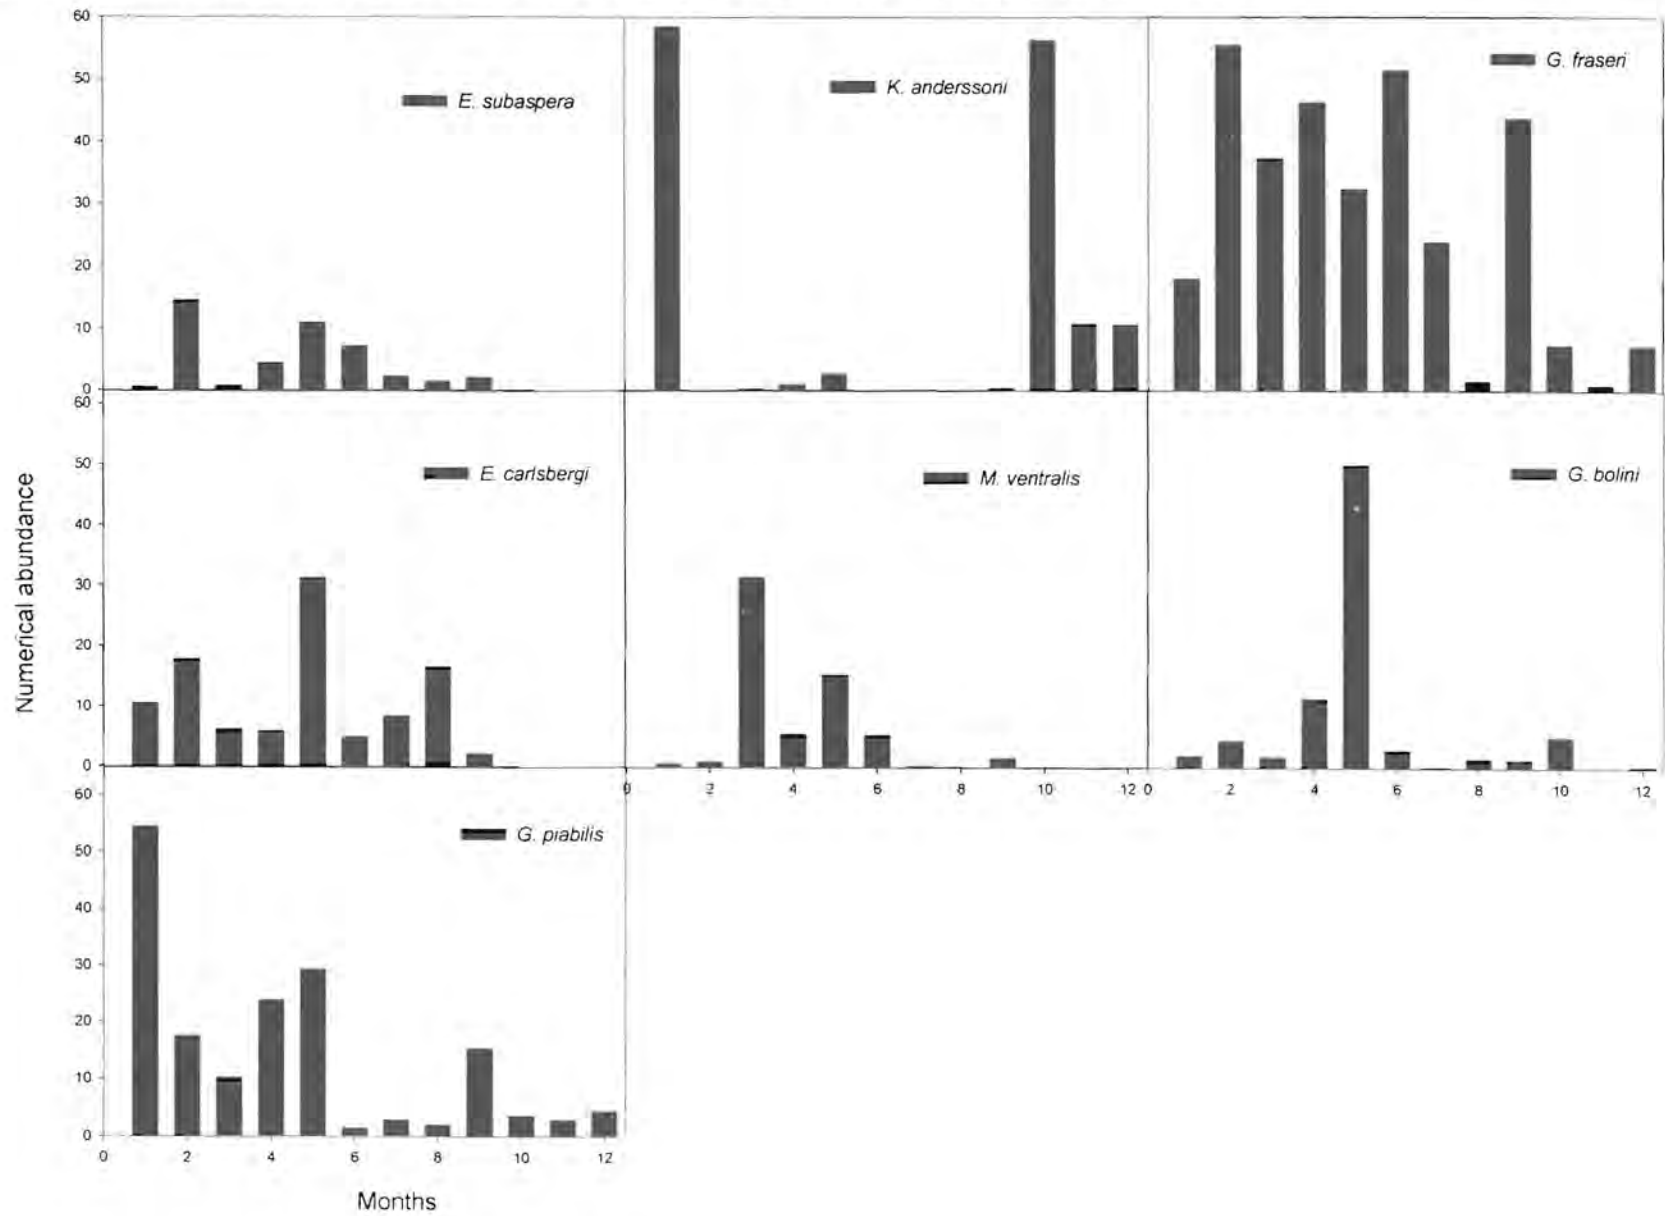 60
50
40
30
20
10
0
E. subaspera
K. anderssoni
G. fraseri
60
50
40
30
20
10
0
E. carlsbergi
M. ventralis
G. bolini
0 2 4 6 8 10 12 0 2 4 6 8 10 12
Numerical abundance
60
50
40
30
20
10
0
G. piabilis
0 2 4 6 8 10 12
Months